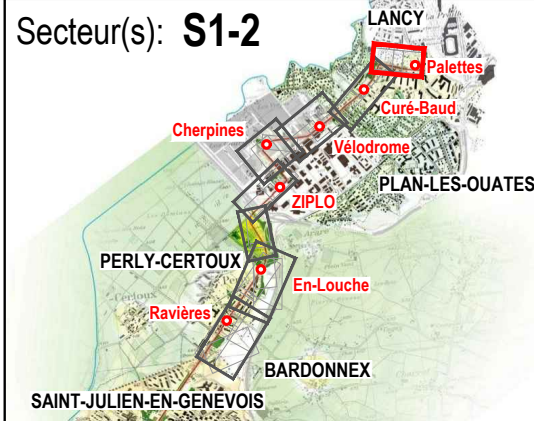 Secteur(s): S1-2
LANCY
Palettes
Curé-Baud
Cherpines
Vélodrome
PLAN-LES-OUATES
ZIPLO
PERLY-CERTOUX
En-Louche
Ravières
BARDONNEX
SAINT-JULIEN-EN-GENEVOIS
Certoux